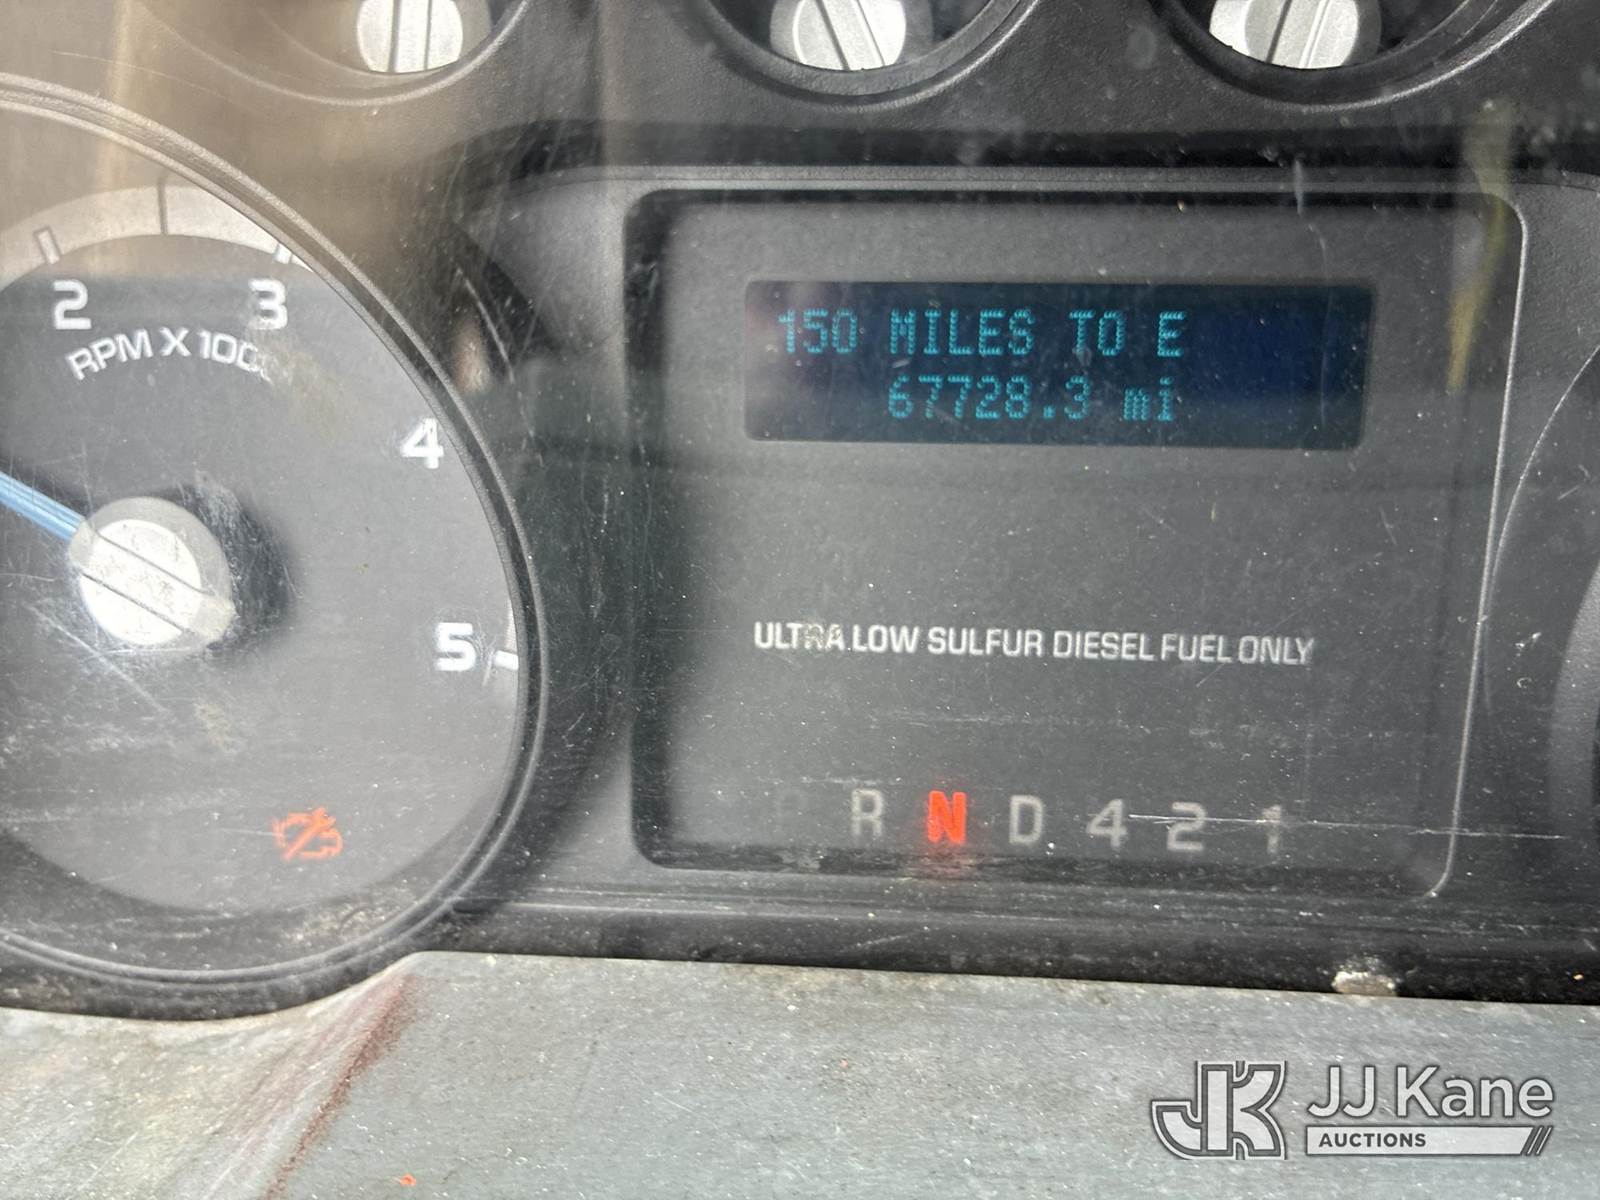 150 MILES TO E
67728.3 mi
2 3
RPM X 100
4
5
ULTRA LOW SULFUR DIESEL FUEL ONLY
R N D 4 2 1
JK JJ Kane
AUCTIONS